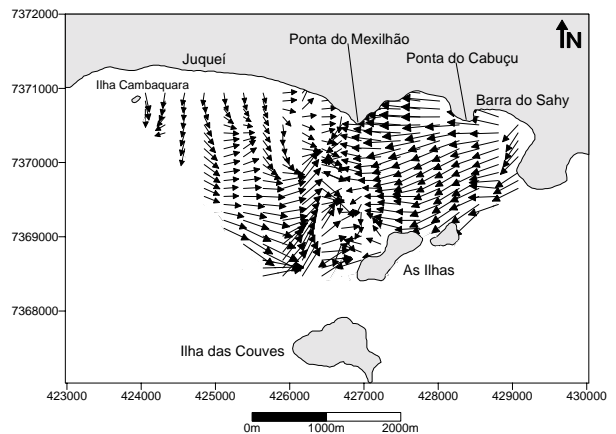 7372000
7371000
7370000
7369000
7368000
N
Ponta do Mexilhão
Juqueí
Ponta do Cabuçu
Ilha Cambaquara
Barra do Sahy
As Ilhas
Ilha das Couves
423000 424000 425000 426000 427000 428000 429000 430000
0m 1000m 2000m